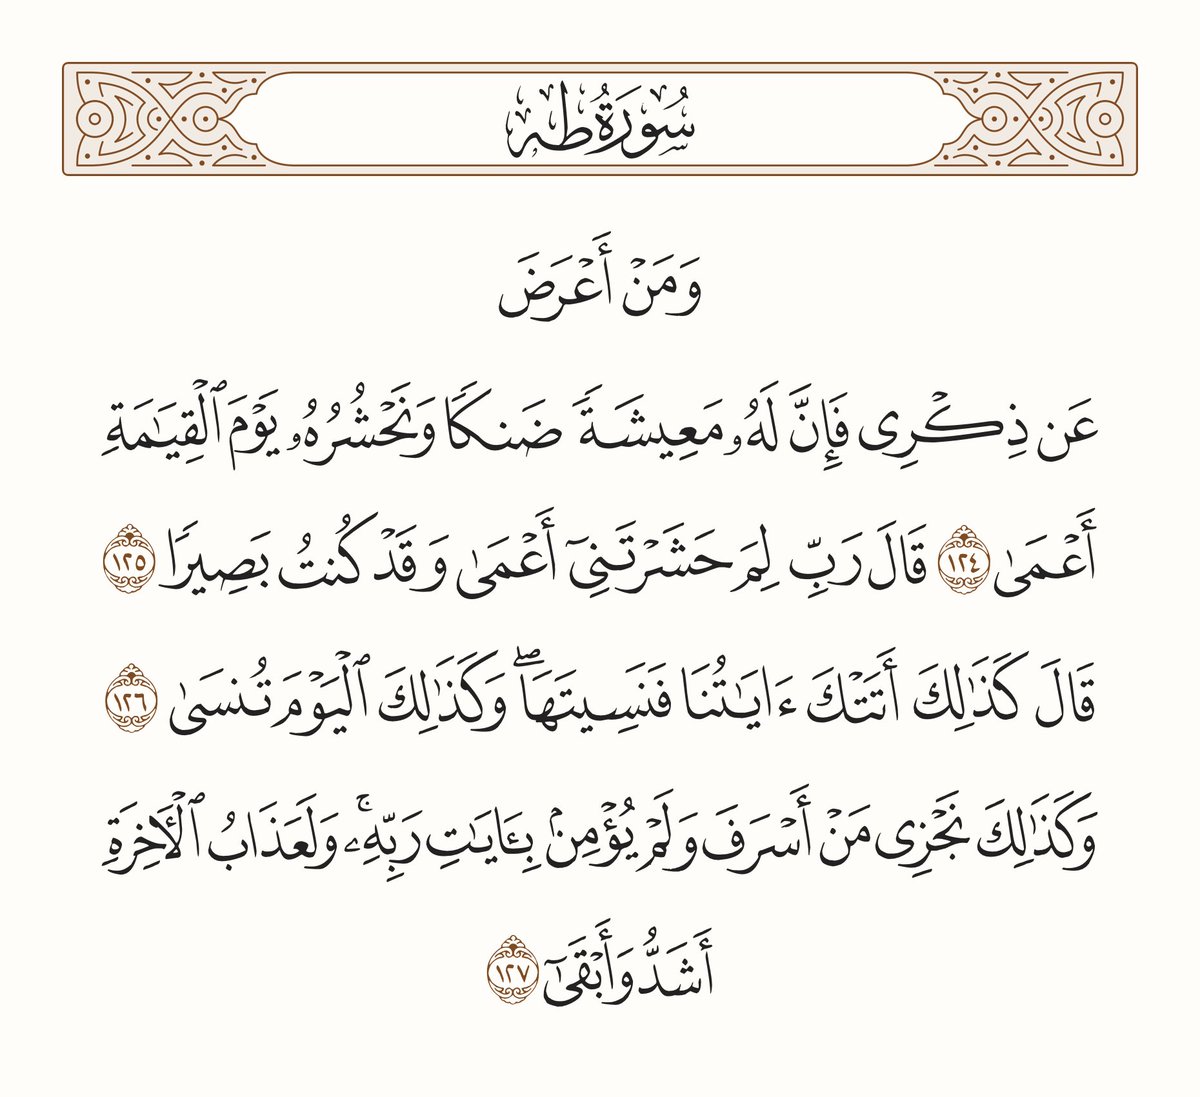 سُورَةُ طه
وَمَنْ أَعْرَضَ
عَن ذِكْرِى فَإِنَّ لَهُۥ مَعِيشَةً ضَنكًا وَنَحْشُرُهُۥ يَوْمَ ٱلْقِيَـٰمَةِ
أَعْمَىٰ ١٢٤ قَالَ رَبِّ لِمَ حَشَرْتَنِىٓ أَعْمَىٰ وَقَدْ كُنتُ بَصِيرًا ١٢٥
قَالَ كَذَٰلِكَ أَتَتْكَ ءَايَـٰتُنَا فَنَسِيتَهَا ۖ وَكَذَٰلِكَ ٱلْيَوْمَ تُنسَىٰ ١٢٦
وَكَذَٰلِكَ نَجْزِى مَنْ أَسْرَفَ وَلَمْ يُؤْمِنۢ بِـَٔايَـٰتِ رَبِّهِۦ ۚ وَلَعَذَابُ ٱلْـَٔاخِرَةِ
أَشَدُّ وَأَبْقَىٰٓ ١٢٧